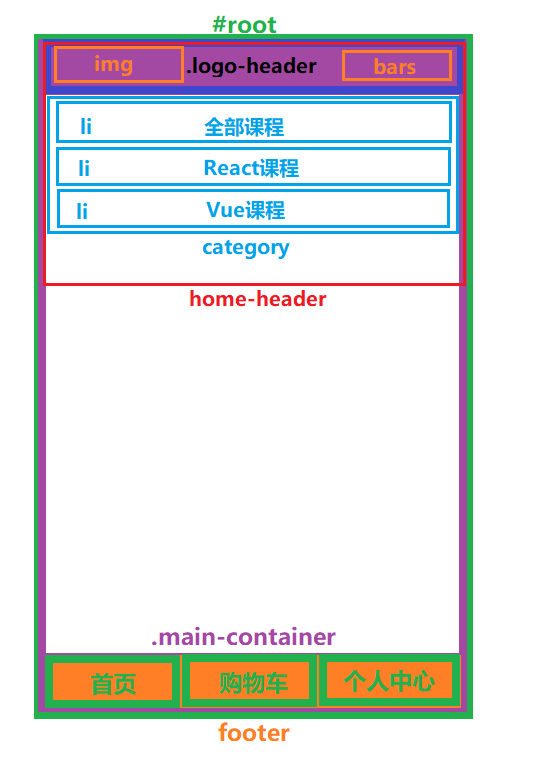 #root
img .logo-header bars
li 全部课程
li React课程
li Vue课程
category
home-header
.main-container
首页 购物车 个人中心
footer